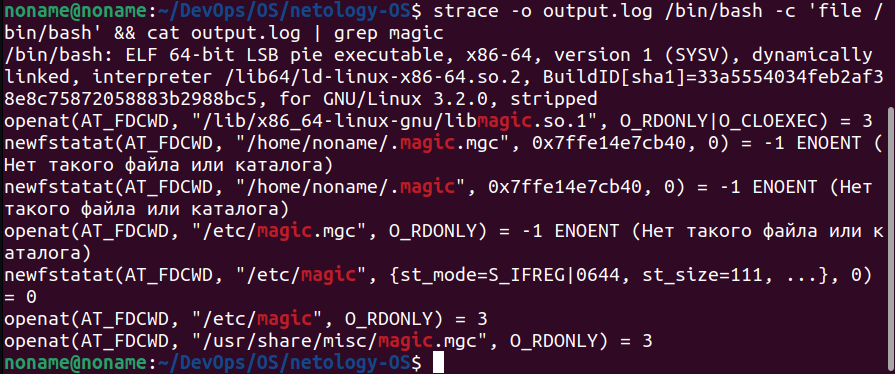 noname@noname:~/DevOps/OS/netology-OS$ strace -o output.log /bin/bash -c 'file /
bin/bash' && cat output.log | grep magic
/bin/bash: ELF 64-bit LSB pie executable, x86-64, version 1 (SYSV), dynamically
linked, interpreter /lib64/ld-linux-x86-64.so.2, BuildID[sha1]=33a5554034feb2af3
8e8c75872058883b2988bc5, for GNU/Linux 3.2.0, stripped
openat(AT_FDCWD, "/lib/x86_64-linux-gnu/libmagic.so.1", O_RDONLY|O_CLOEXEC) = 3
newfstatat(AT_FDCWD, "/home/noname/.magic.mgc", 0x7ffe14e7cb40, 0) = -1 ENOENT (
Нет такого файла или каталога)
newfstatat(AT_FDCWD, "/home/noname/.magic", 0x7ffe14e7cb40, 0) = -1 ENOENT (Нет
такого файла или каталога)
openat(AT_FDCWD, "/etc/magic.mgc", O_RDONLY) = -1 ENOENT (Нет такого файла или к
аталога)
newfstatat(AT_FDCWD, "/etc/magic", {st_mode=S_IFREG|0644, st_size=111, ...}, 0)
= 0
openat(AT_FDCWD, "/etc/magic", O_RDONLY) = 3
openat(AT_FDCWD, "/usr/share/misc/magic.mgc", O_RDONLY) = 3
noname@noname:~/DevOps/OS/netology-OS$